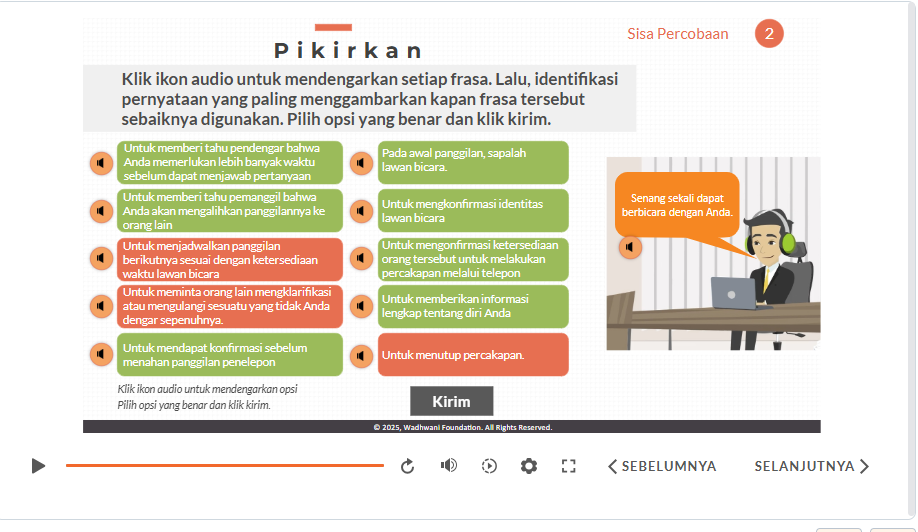 Sisa Percobaan 2
Pikirkan
Klik ikon audio untuk mendengarkan setiap frasa. Lalu, identifikasi
pernyataan yang paling menggambarkan kapan frasa tersebut
sebaiknya digunakan. Pilih opsi yang benar dan klik kirim.
Untuk memberi tahu pendengar bahwa
Anda memerlukan lebih banyak waktu
sebelum dapat menjawab pertanyaan
Pada awal panggilan, sapalah
lawan bicara.
Untuk memberi tahu pemanggil bahwa
Anda akan mengalihkan panggilannya ke
orang lain
Untuk mengkonfirmasi identitas
lawan bicara
Untuk menjadwalkan panggilan
berikutnya sesuai dengan ketersediaan
waktu lawan bicara
Untuk mengonfirmasi ketersediaan
orang tersebut untuk melakukan
percakapan melalui telepon
Untuk meminta orang lain mengklarifikasi
atau mengulangi sesuatu yang tidak Anda
dengar sepenuhnya.
Untuk memberikan informasi
lengkap tentang diri Anda
Untuk mendapat konfirmasi sebelum
menahan panggilan penelepon
Untuk menutup percakapan.
Senang sekali dapat
berbicara dengan Anda.
Klik ikon audio untuk mendengarkan opsi
Pilih opsi yang benar dan klik kirim.
Kirim
© 2025, Wadhwani Foundation. All Rights Reserved.
SEBELUMNYA
SELANJUTNYA